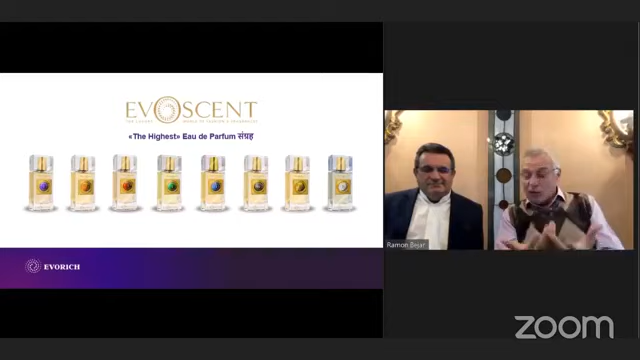 EVOSCENT
«The Highest» Eau de Parfum संग्रह
EVORICH
Ramon Bejar
zoom